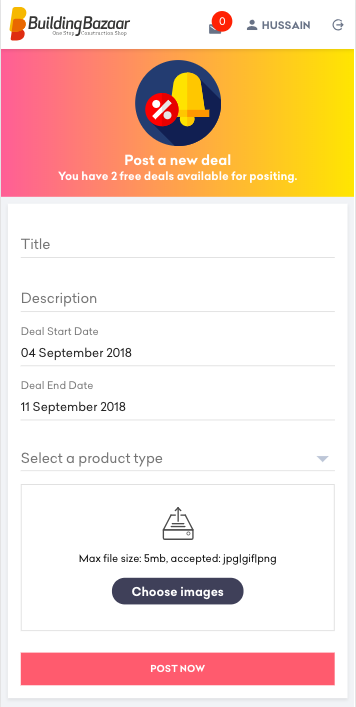 BuildingBazaar
One Stop Construction Shop
0
HUSSAIN
%
Post a new deal
You have 2 free deals available for positing.
Title
Description
Deal Start Date
04 September 2018
Deal End Date
11 September 2018
Select a product type
Max file size: 5mb, accepted: jpg|gif|png
Choose images
POST NOW